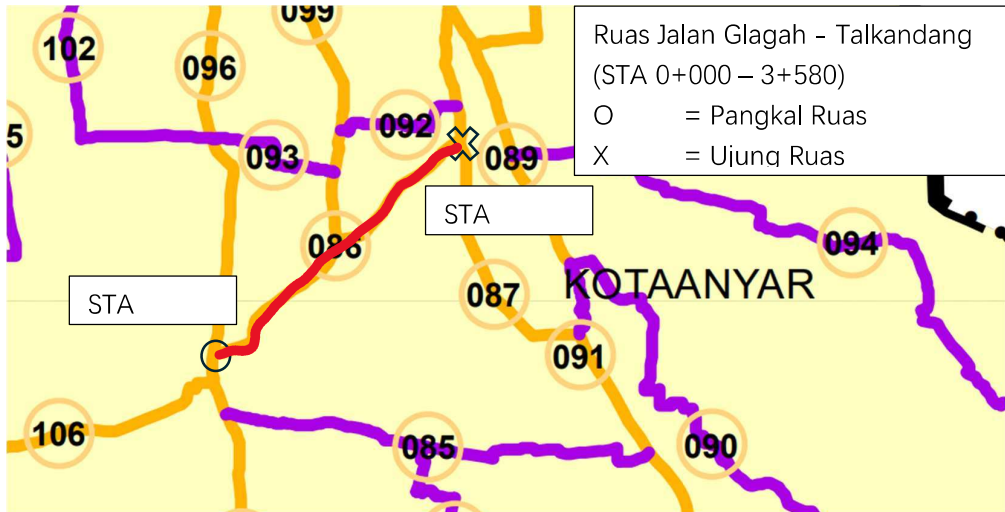 099
102
096
Ruas Jalan Glagah - Talkandang
(STA 0+000 – 3+580)
O = Pangkal Ruas
X = Ujung Ruas
5
092
093
089
STA
086
094
STA
087
KOTAANYAR
091
106
085
090